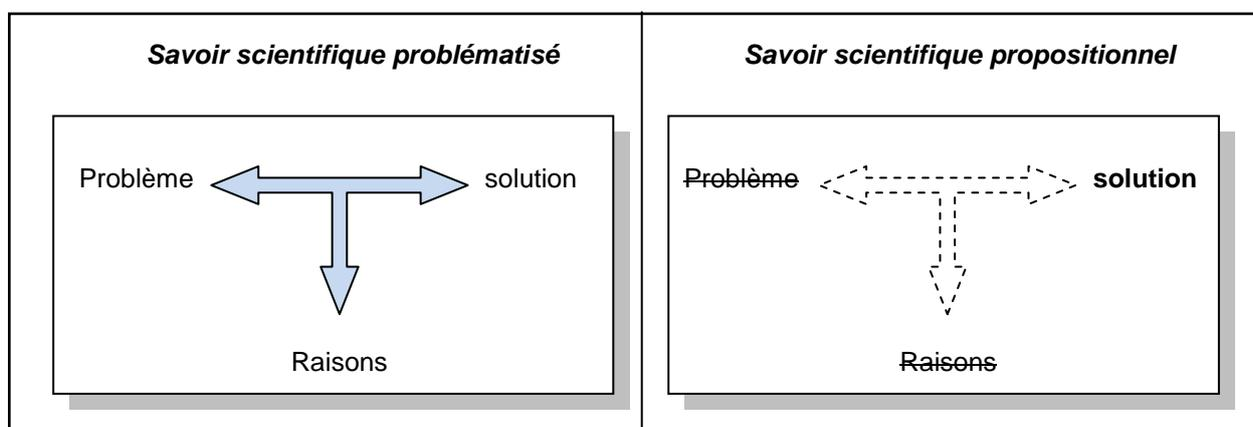 Savoir scientifique problématisé
Problème
solution
Raisons
Savoir scientifique propositionnel
Problème
solution
Raisons